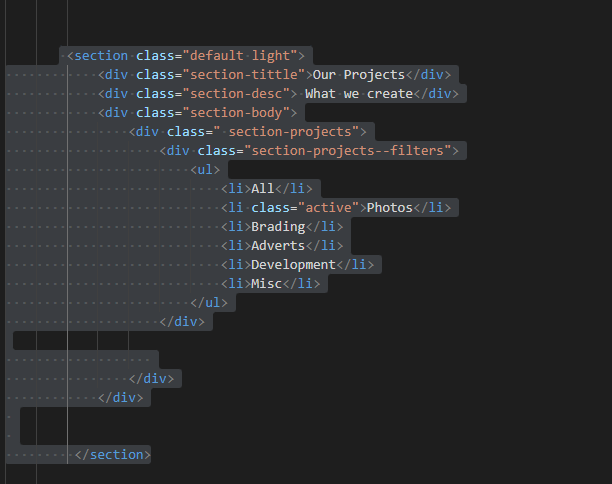 <section class="default light">
<div class="section-tittle">Our Projects</div>
<div class="section-desc"> What we create</div>
<div class="section-body">
<div class=" section-projects">
<div class="section-projects--filters">
<ul>
<li>All</li>
<li class="active">Photos</li>
<li>Brading</li>
<li>Adverts</li>
<li>Development</li>
<li>Misc</li>
</ul>
</div>
</div>
</div>
</section>